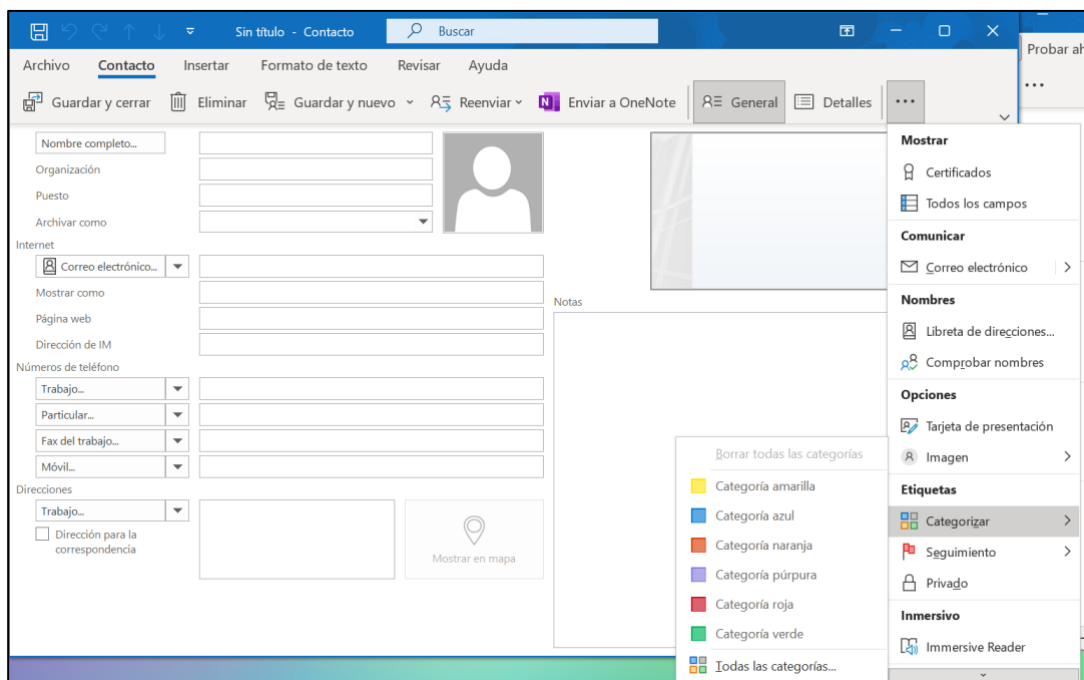 Sin título - Contacto
Buscar
Probar ah
Archivo
Contacto
Insertar
Formato de texto
Revisar
Ayuda
Guardar y cerrar
Eliminar
Guardar y nuevo
Reenviar
Enviar a OneNote
General
Detalles
Nombre completo...
Organización
Puesto
Archivar como
Internet
Correo electrónico...
Mostrar como
Página web
Dirección de IM
Números de teléfono
Trabajo...
Particular...
Fax del trabajo...
Móvil...
Direcciones
Trabajo...
Dirección para la
correspondencia
Mostrar en mapa
Notas
Borrar todas las categorías
Categoría amarilla
Categoría azul
Categoría naranja
Categoría púrpura
Categoría roja
Categoría verde
Todas las categorías...
Mostrar
Certificados
Todos los campos
Comunicar
Correo electrónico
Nombres
Libreta de direcciones...
Comprobar nombres
Opciones
Tarjeta de presentación
Imagen
Etiquetas
Categorizar
Seguimiento
Privado
Inmersivo
Immersive Reader